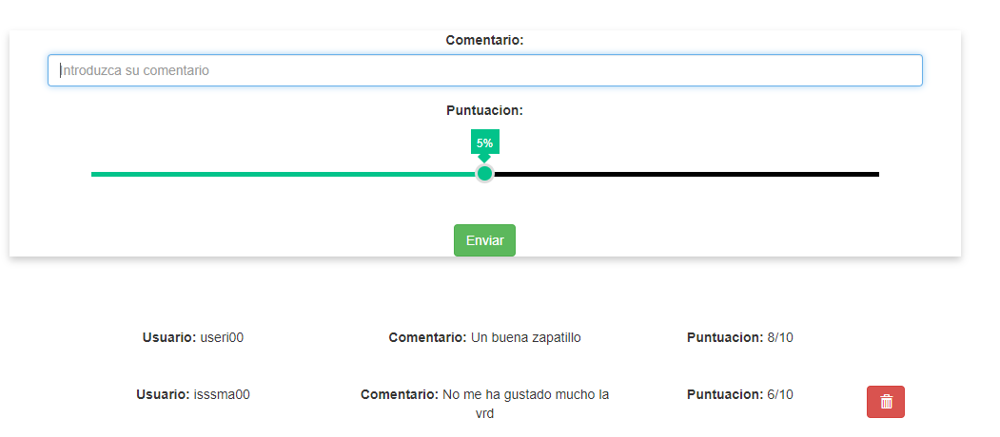 Comentario:
Introduzca su comentario
Puntuacion:
5%
Enviar
Usuario: useri00 Comentario: Un buena zapatillo Puntuacion: 8/10
Usuario: isssma00 Comentario: No me ha gustado mucho la Puntuacion: 6/10
vrd